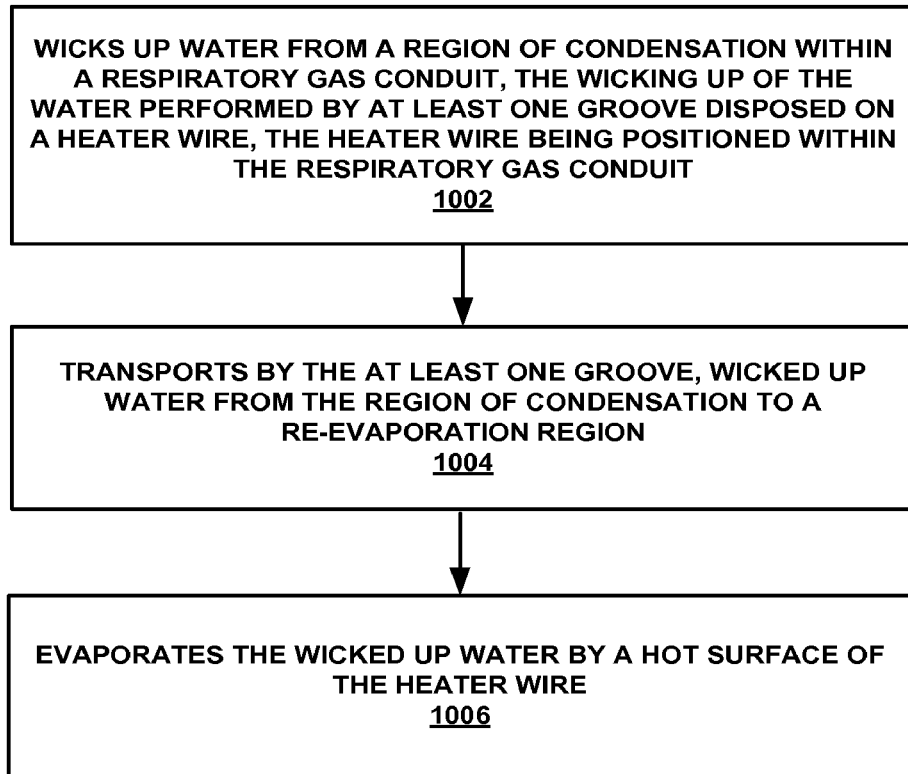 WICKS UP WATER FROM A REGION OF CONDENSATION WITHIN
A RESPIRATORY GAS CONDUIT, THE WICKING UP OF THE
WATER PERFORMED BY AT LEAST ONE GROOVE DISPOSED ON
A HEATER WIRE, THE HEATER WIRE BEING POSITIONED WITHIN
THE RESPIRATORY GAS CONDUIT
1002
TRANSPORTS BY THE AT LEAST ONE GROOVE, WICKED UP
WATER FROM THE REGION OF CONDENSATION TO A
RE-EVAPORATION REGION
1004
EVAPORATES THE WICKED UP WATER BY A HOT SURFACE OF
THE HEATER WIRE
1006